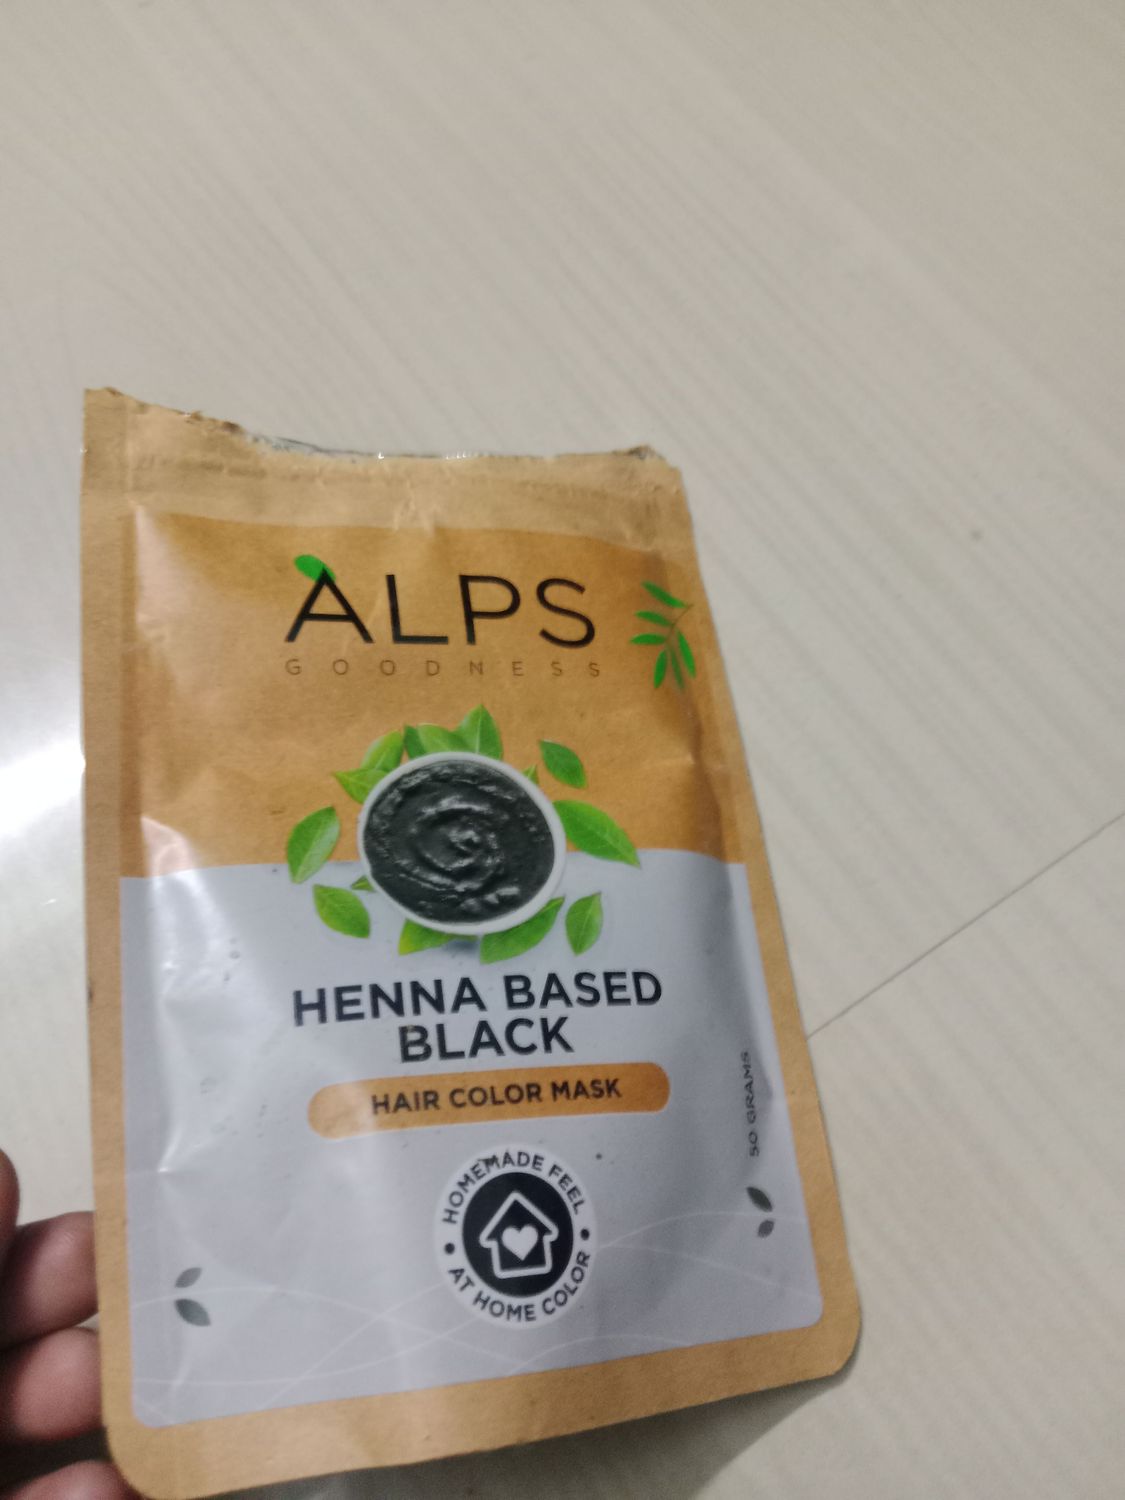 ALPS
GOODNESS
HENNA BASED
BLACK
HAIR COLOR MASK
50 GRAMS
HOMEMADE FEEL
AT HOME COLOR